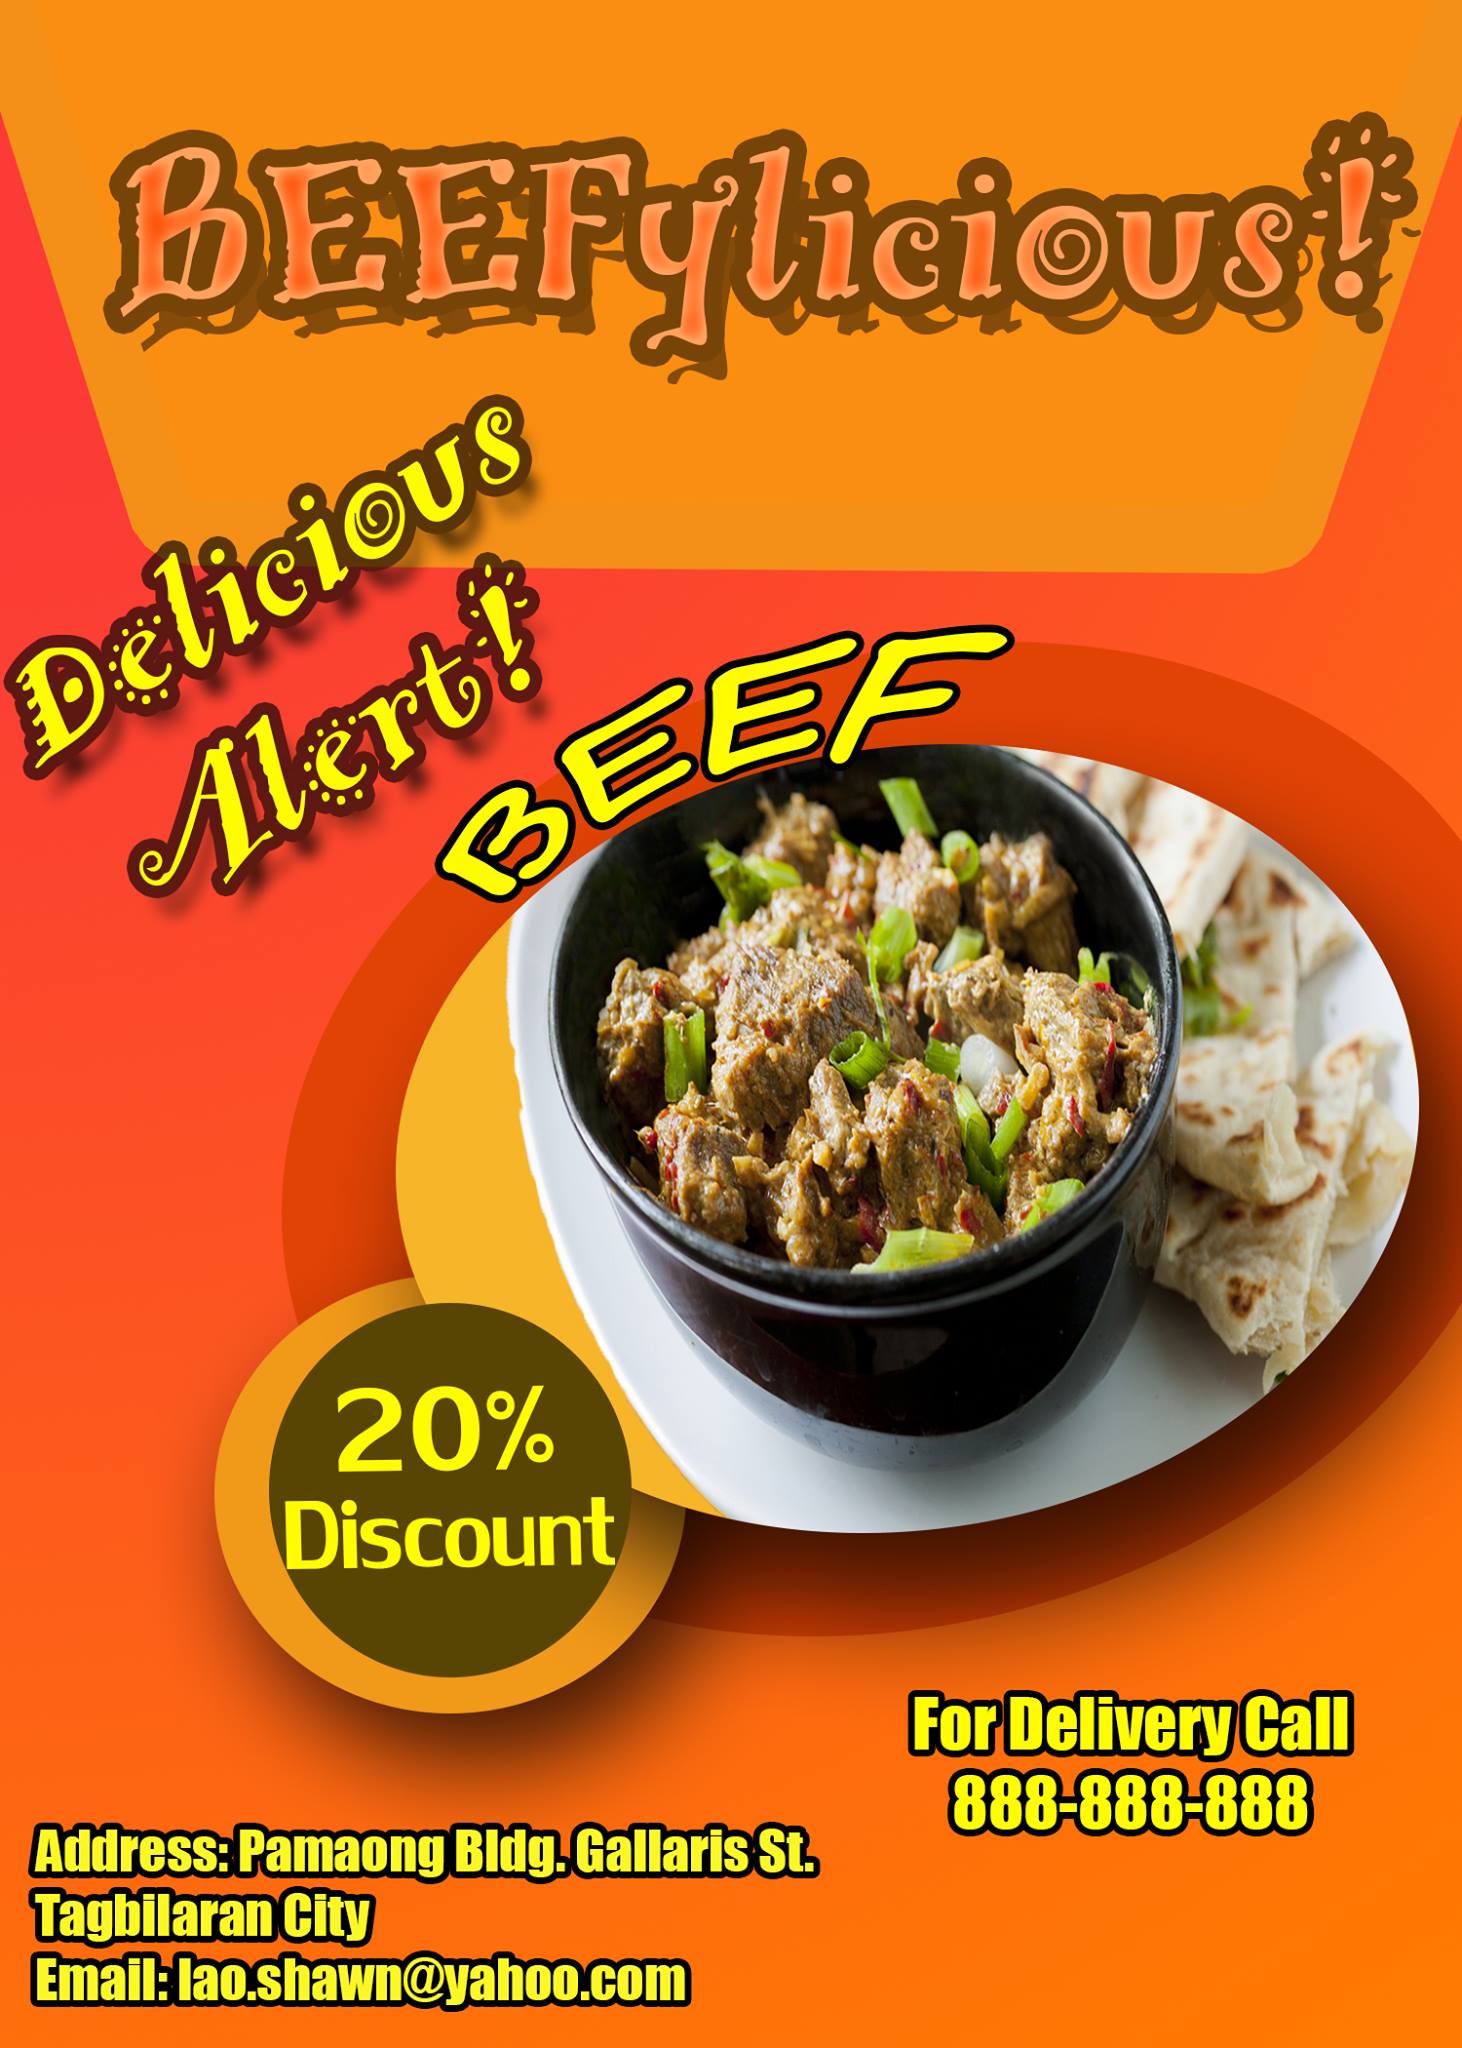 BEEFylicious!
Delicious
Alert!
BEEF
20%
Discount
For Delivery Call
888-888-888
Address: Pamaong Bldg. Gallaris St.
Tagbilaran City
Email: lao.shawn@yahoo.com